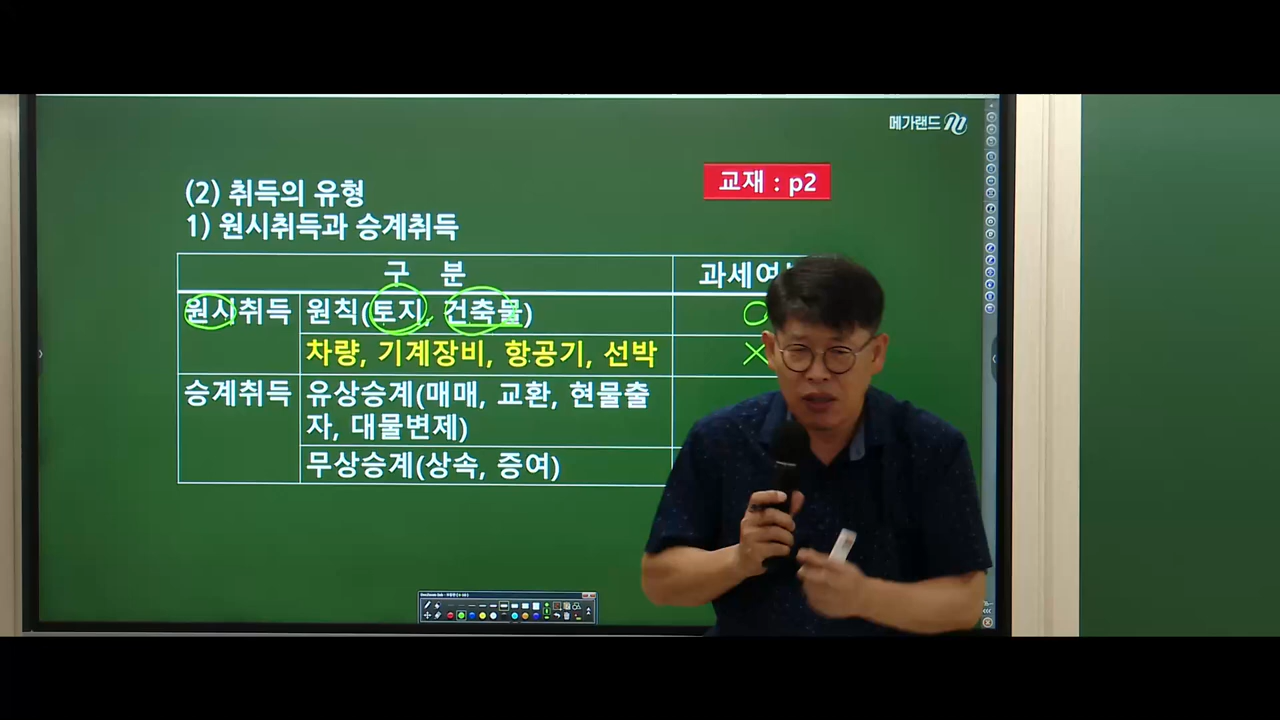 메가랜드
교재 : p2
(2) 취득의 유형
1) 원시취득과 승계취득
구 분 과세여
원시취득 원칙(토지, 건축물) ○
차량, 기계장비, 항공기, 선박 ×
승계취득 유상승계(매매, 교환, 현물출
자, 대물변제)
무상승계(상속, 증여)